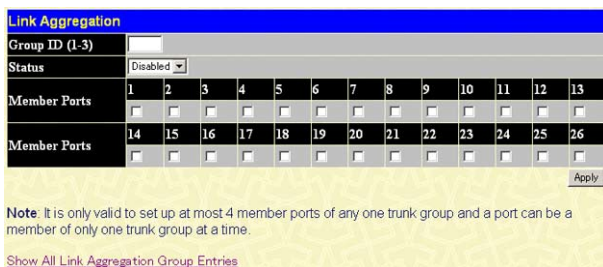 Link Aggregation
Group ID (1-3)
Status Disabled
Member Ports 1 2 3 4 5 6 7 8 9 10 11 12 13
Member Ports 14 15 16 17 18 19 20 21 22 23 24 25 26
Apply
Note: It is only valid to set up at most 4 member ports of any one trunk group and a port can be a
member of only one trunk group at a time.
Show All Link Aggregation Group Entries